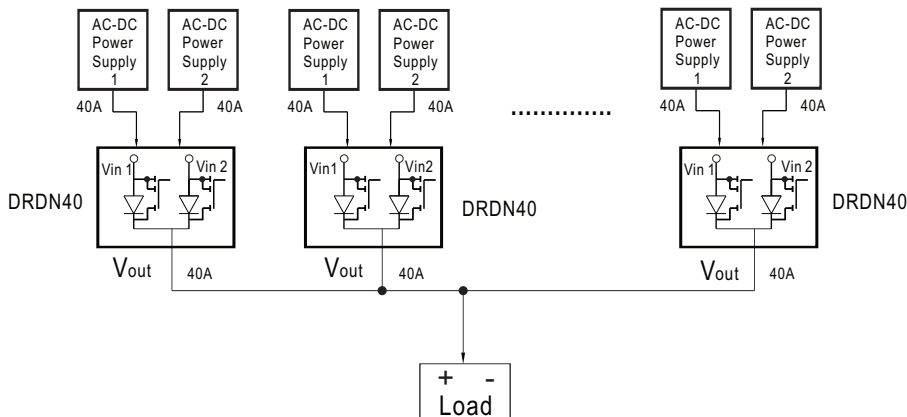 AC-DC
Power
Supply
1
AC-DC
Power
Supply
2
AC-DC
Power
Supply
1
AC-DC
Power
Supply
2
AC-DC
Power
Supply
1
AC-DC
Power
Supply
2
40A
40A
40A
40A
40A
40A
..............
Vin 1
Vin 2
Vin1
Vin2
Vin 1
Vin 2
DRDN40
DRDN40
DRDN40
Vout
40A
Vout
40A
Vout
40A
+ -
Load